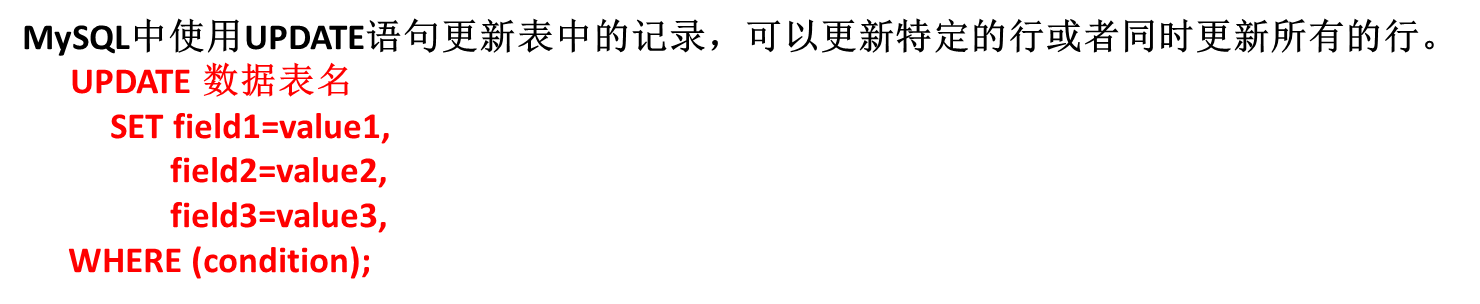 MySQL中使用UPDATE语句更新表中的记录，可以更新特定的行或者同时更新所有的行。
UPDATE 数据表名
SET field1=value1,
field2=value2,
field3=value3,
WHERE (condition);